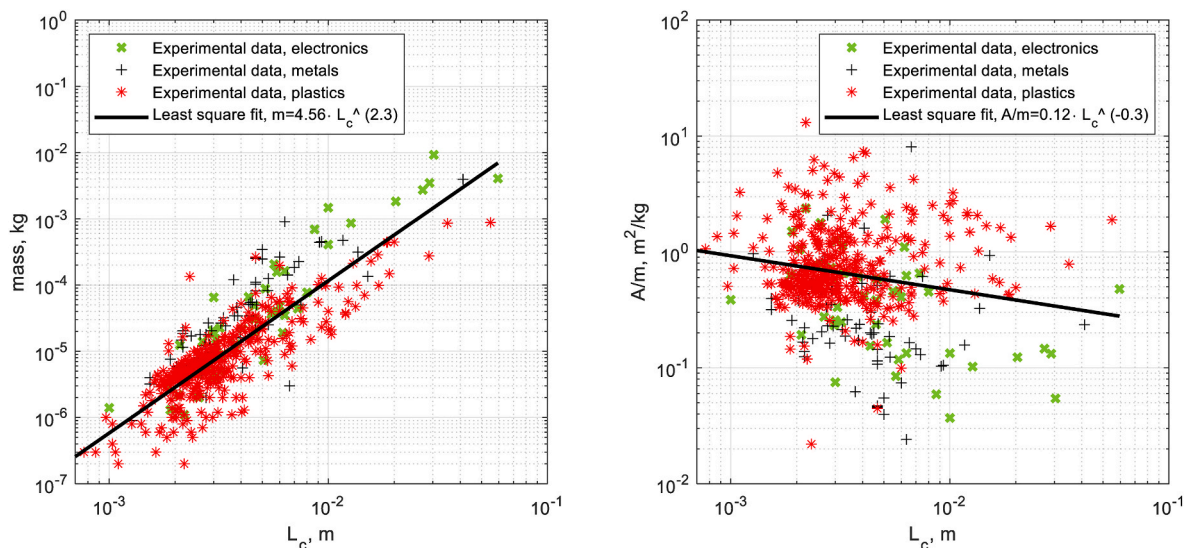 10^0
10^-1
10^-2
10^-3
10^-4
10^-5
10^-6
10^-7
mass, kg
Experimental data, electronics
Experimental data, metals
Experimental data, plastics
Least square fit, m=4.56· L_c^ (2.3)
10^-3
10^-2
10^-1
L_c, m
10^2
10^1
10^0
10^-1
10^-2
A/m, m^2/kg
Experimental data, electronics
Experimental data, metals
Experimental data, plastics
Least square fit, A/m=0.12· L_c^ (-0.3)
10^-3
10^-2
10^-1
L_c, m